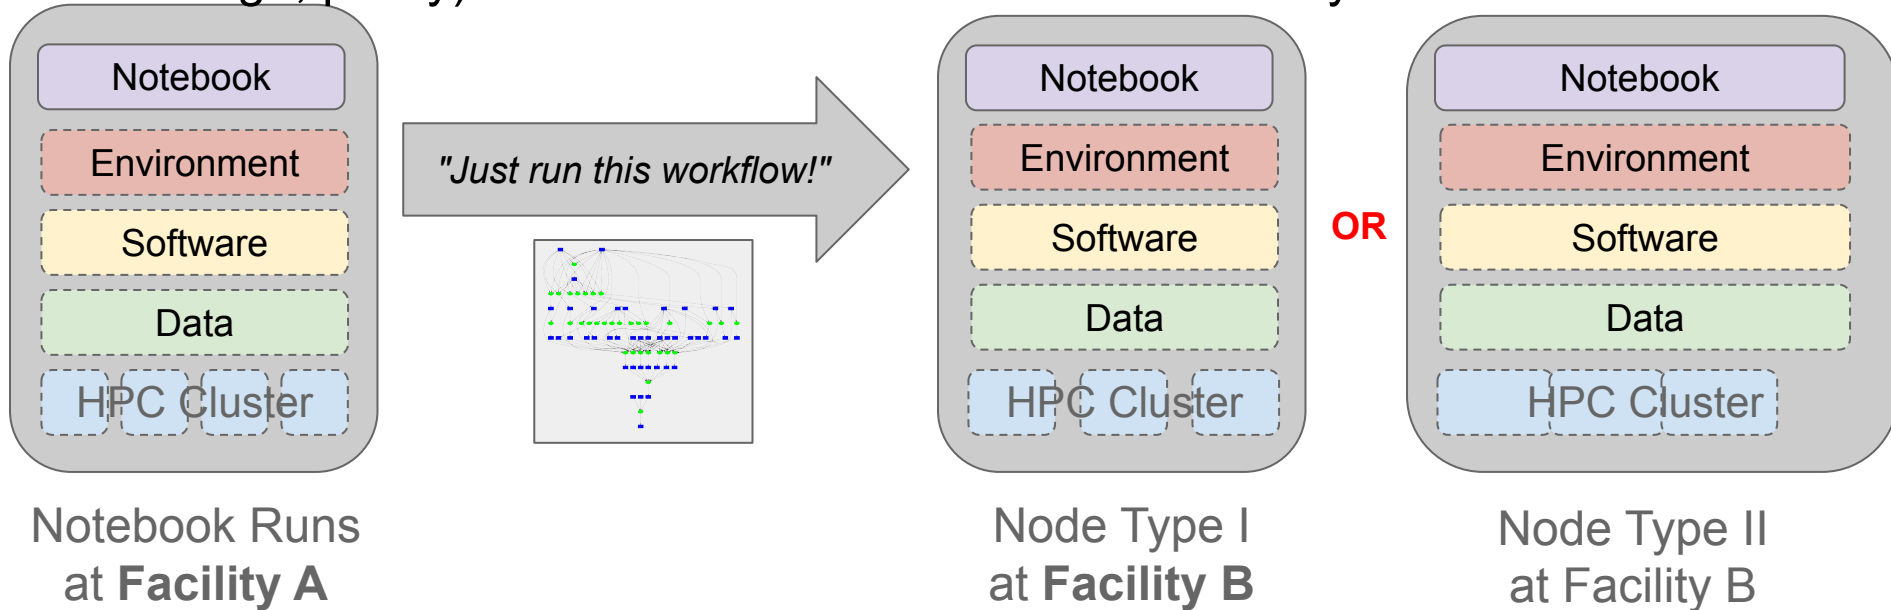 Notebook
Environment
Software
Data
HPC Cluster
Notebook Runs
at Facility A
"Just run this workflow!"
Notebook
Environment
Software
Data
HPC Cluster
Node Type I
at Facility B
OR
Notebook
Environment
Software
Data
HPC Cluster
Node Type II
at Facility B